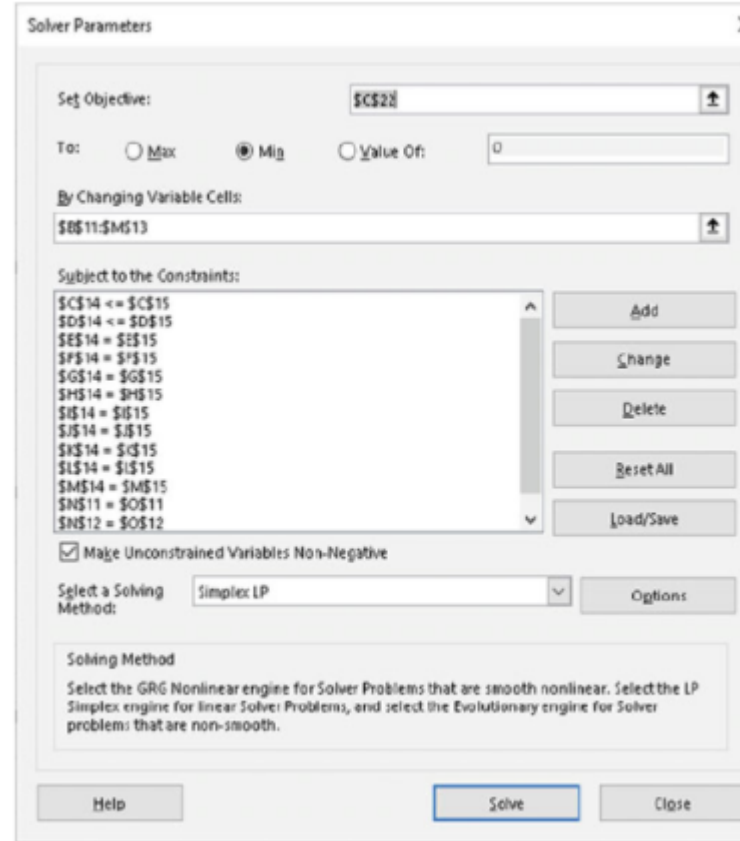 Solver Parameters
Set Objective:
$C$22
To:
Max
Min
Value Of:
0
By Changing Variable Cells:
$B$11:$M$13
Subject to the Constraints:
$C$14 <= $C$15
$D$14 <= $D$15
$E$14 = $E$15
$F$14 = $F$15
$G$14 = $G$15
$H$14 = $H$15
$I$14 = $I$15
$J$14 = $J$15
$K$14 = $K$15
$L$14 = $L$15
$M$14 = $M$15
$N$11 = $O$11
$N$12 = $O$12
Add
Change
Delete
Reset All
Load/Save
Make Unconstrained Variables Non-Negative
Select a Solving
Method:
Simplex LP
Options
Solving Method
Select the GRG Nonlinear engine for Solver Problems that are smooth nonlinear. Select the LP
Simplex engine for linear Solver Problems, and select the Evolutionary engine for Solver
problems that are non-smooth.
Help
Solve
Close